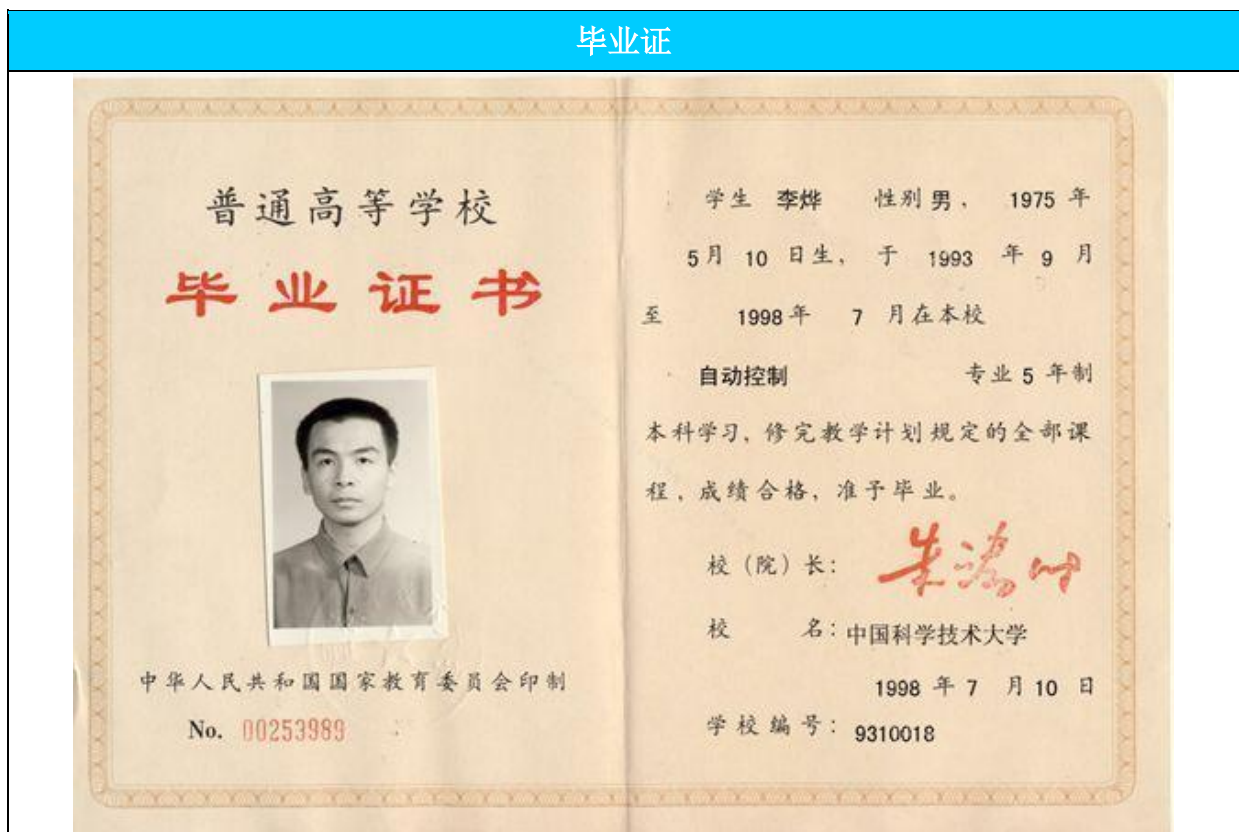 毕业证
普通高等学校
毕业证书
中华人民共和国国家教育委员会印制
No. 00253989
学生 李烨 性别 男， 1975 年
5 月 10 日生， 于 1993 年 9 月
至 1998 年 7 月在本校
自动控制 专业 5 年制
本科学习，修完教学计划规定的全部课
程，成绩合格，准予毕业。
校（院）长：
校 名：中国科学技术大学
1998 年 7 月 10 日
学校编号：9310018